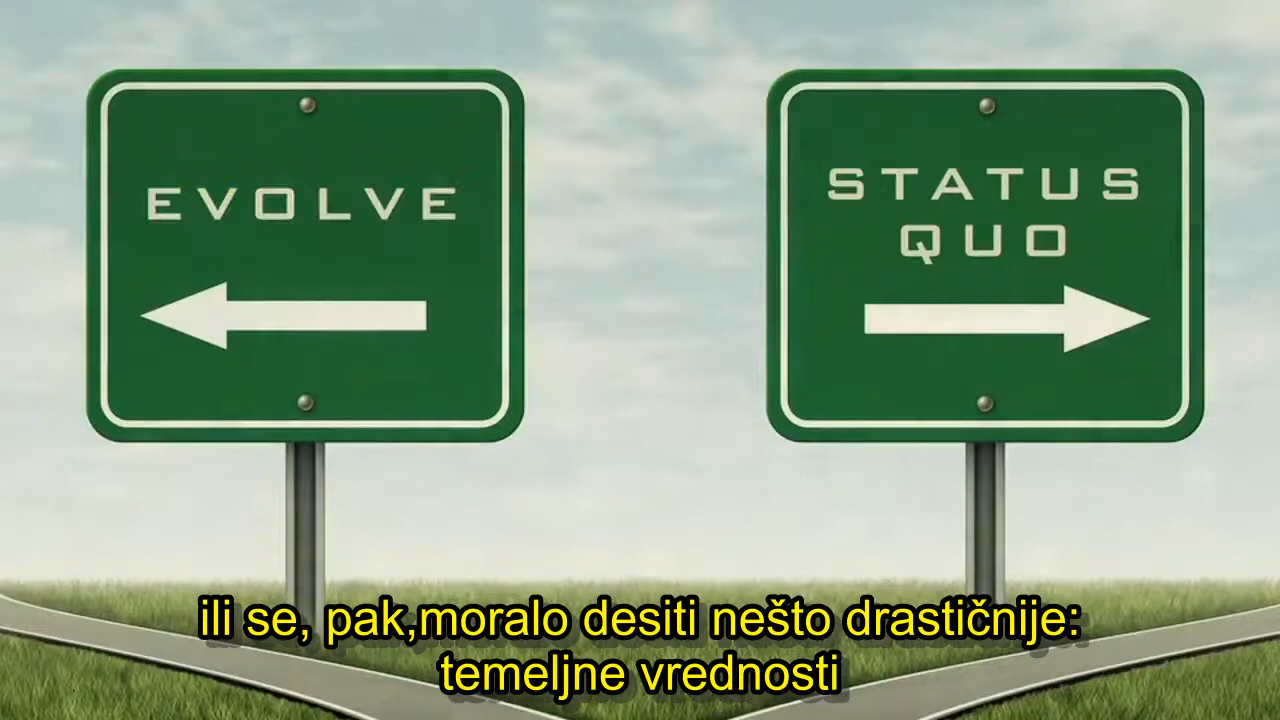 EVOLVE
STATUS
QUO
ili se, pak,moralo desiti nešto drastičnije:
temeljne vrednosti